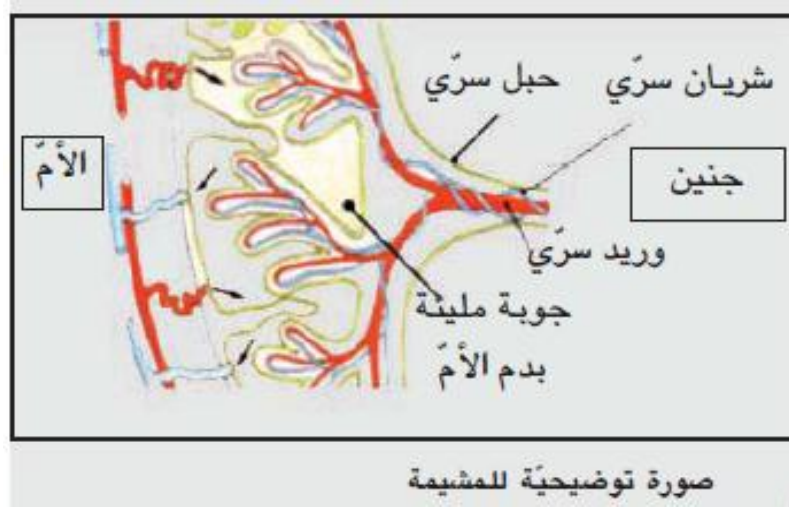 شريان سرّي
حبل سرّي
جنين
الأمّ
وريد سرّي
جوبة مليئة
بدم الأمّ
صورة توضيحيّة للمشيمة